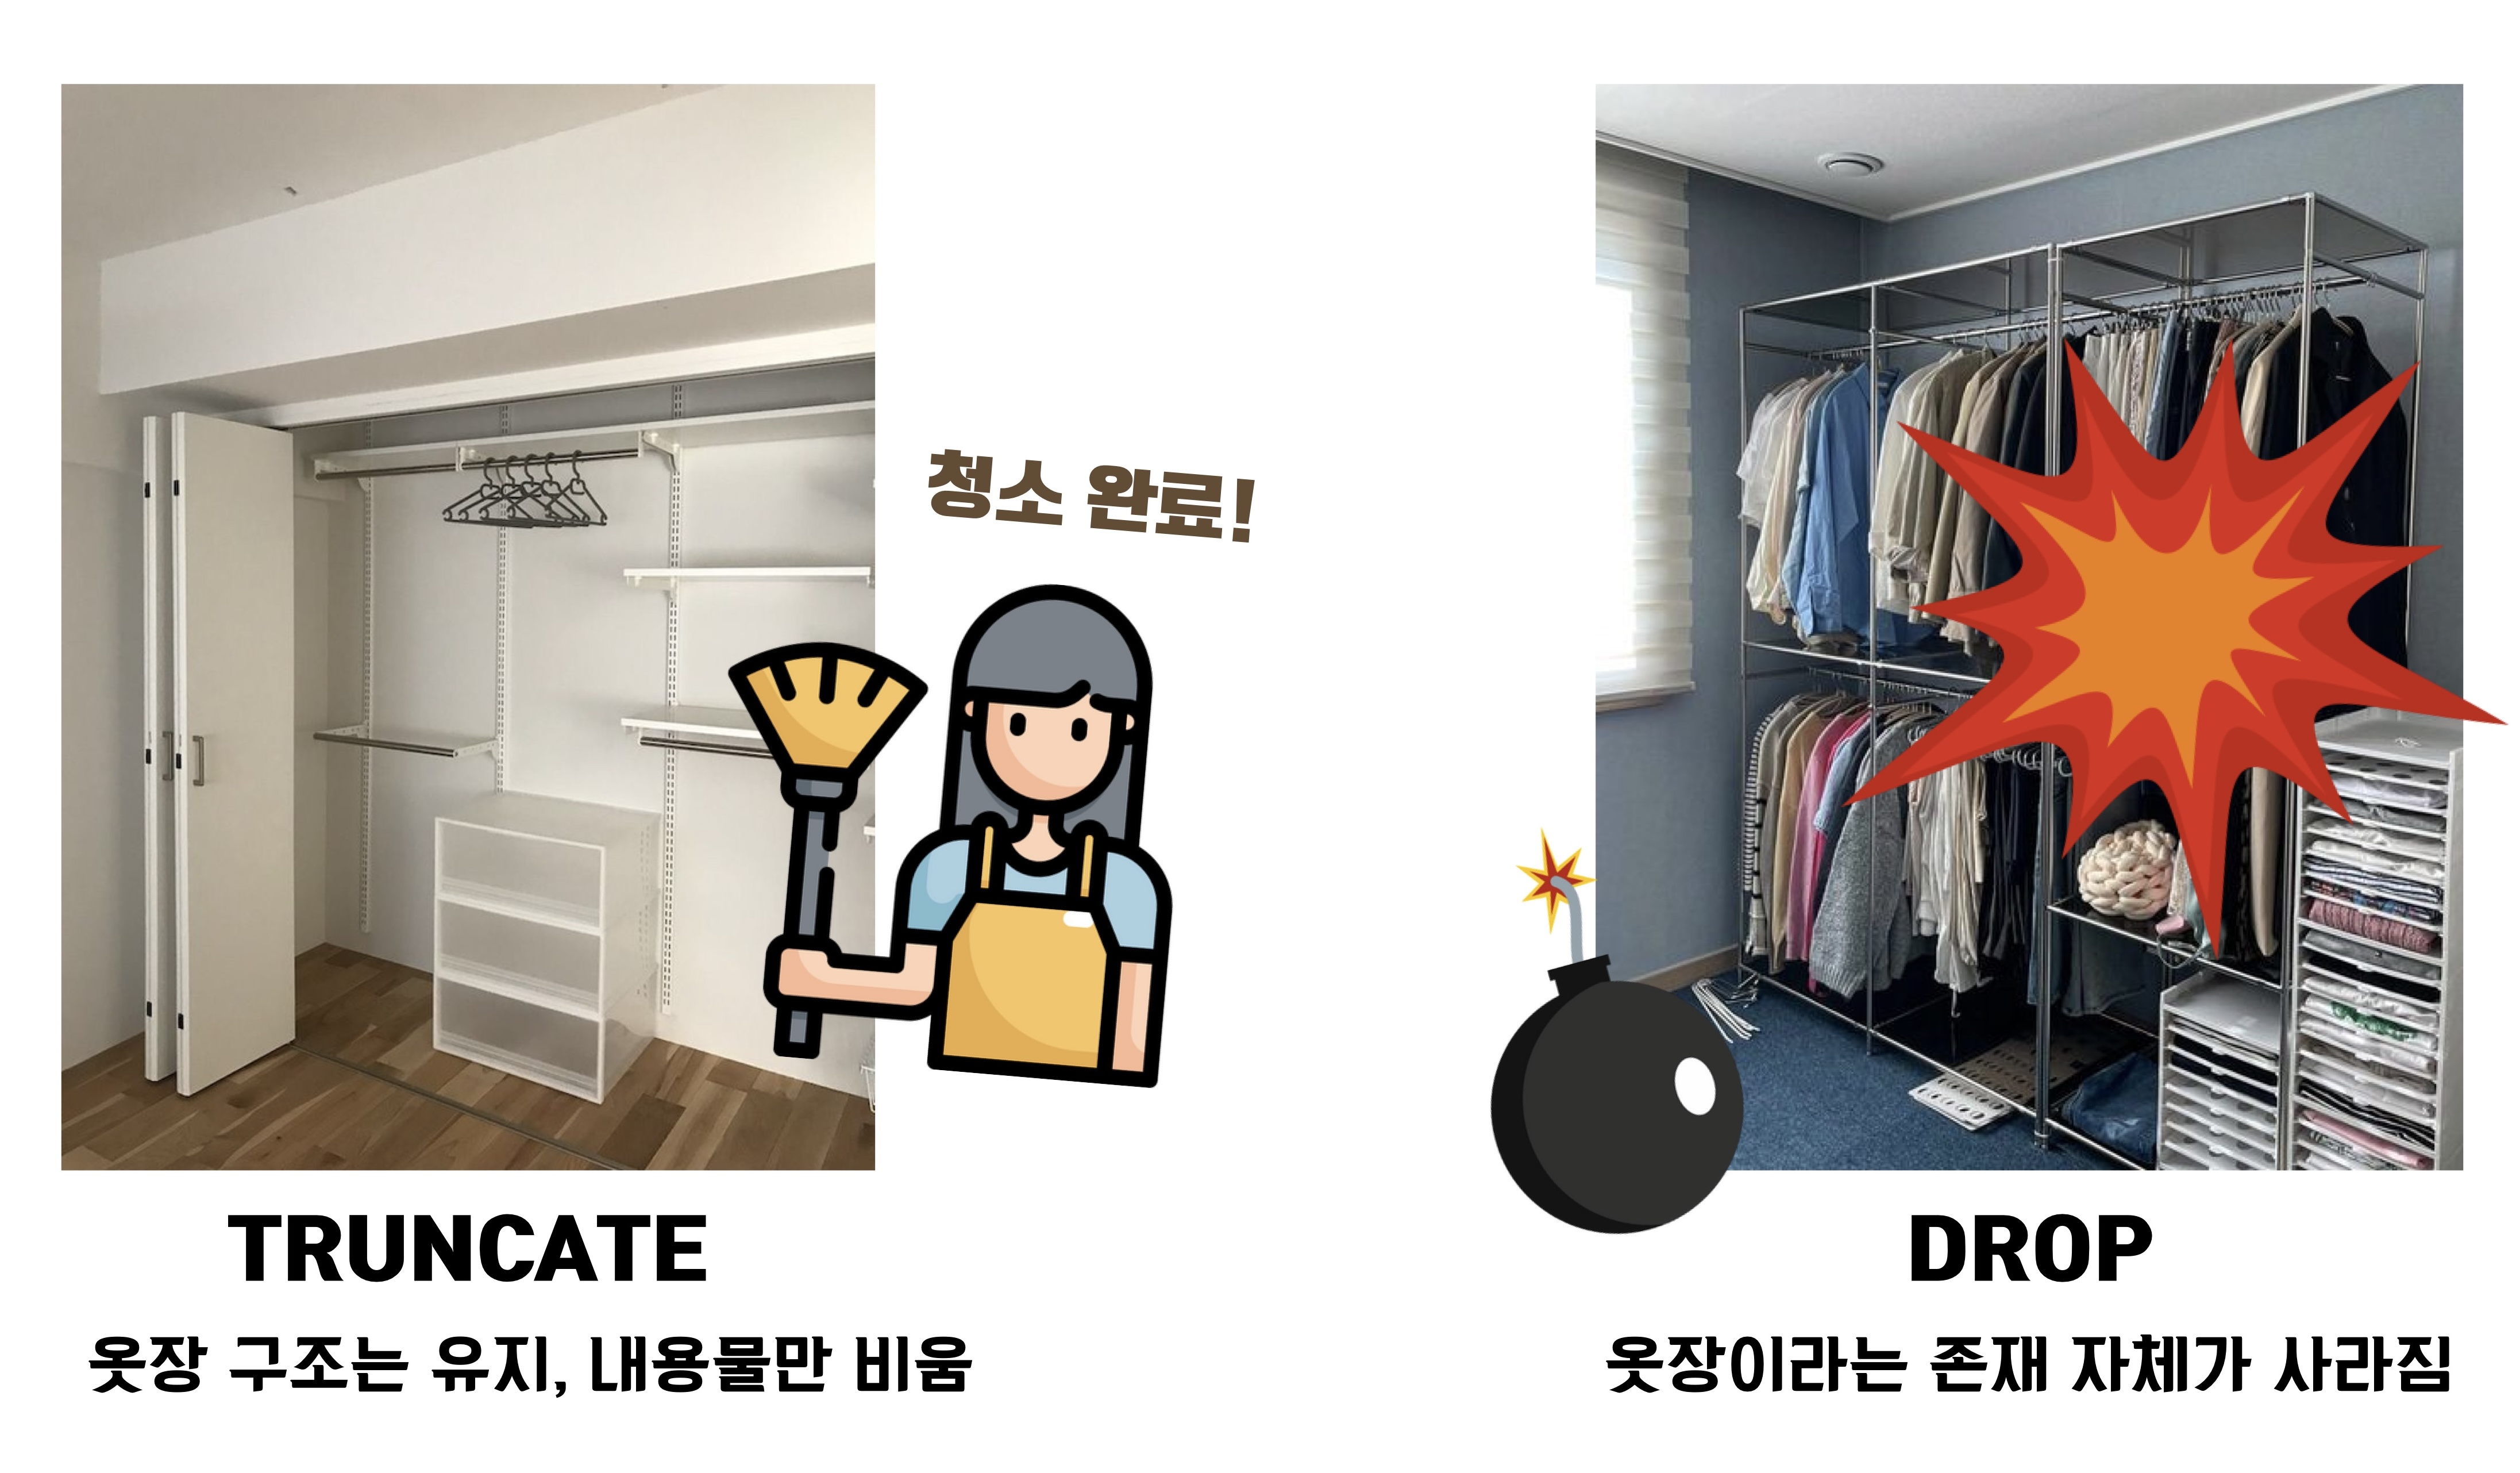 청소 완료!
TRUNCATE
옷장 구조는 유지, 내용물만 비움
DROP
옷장이라는 존재 자체가 사라짐